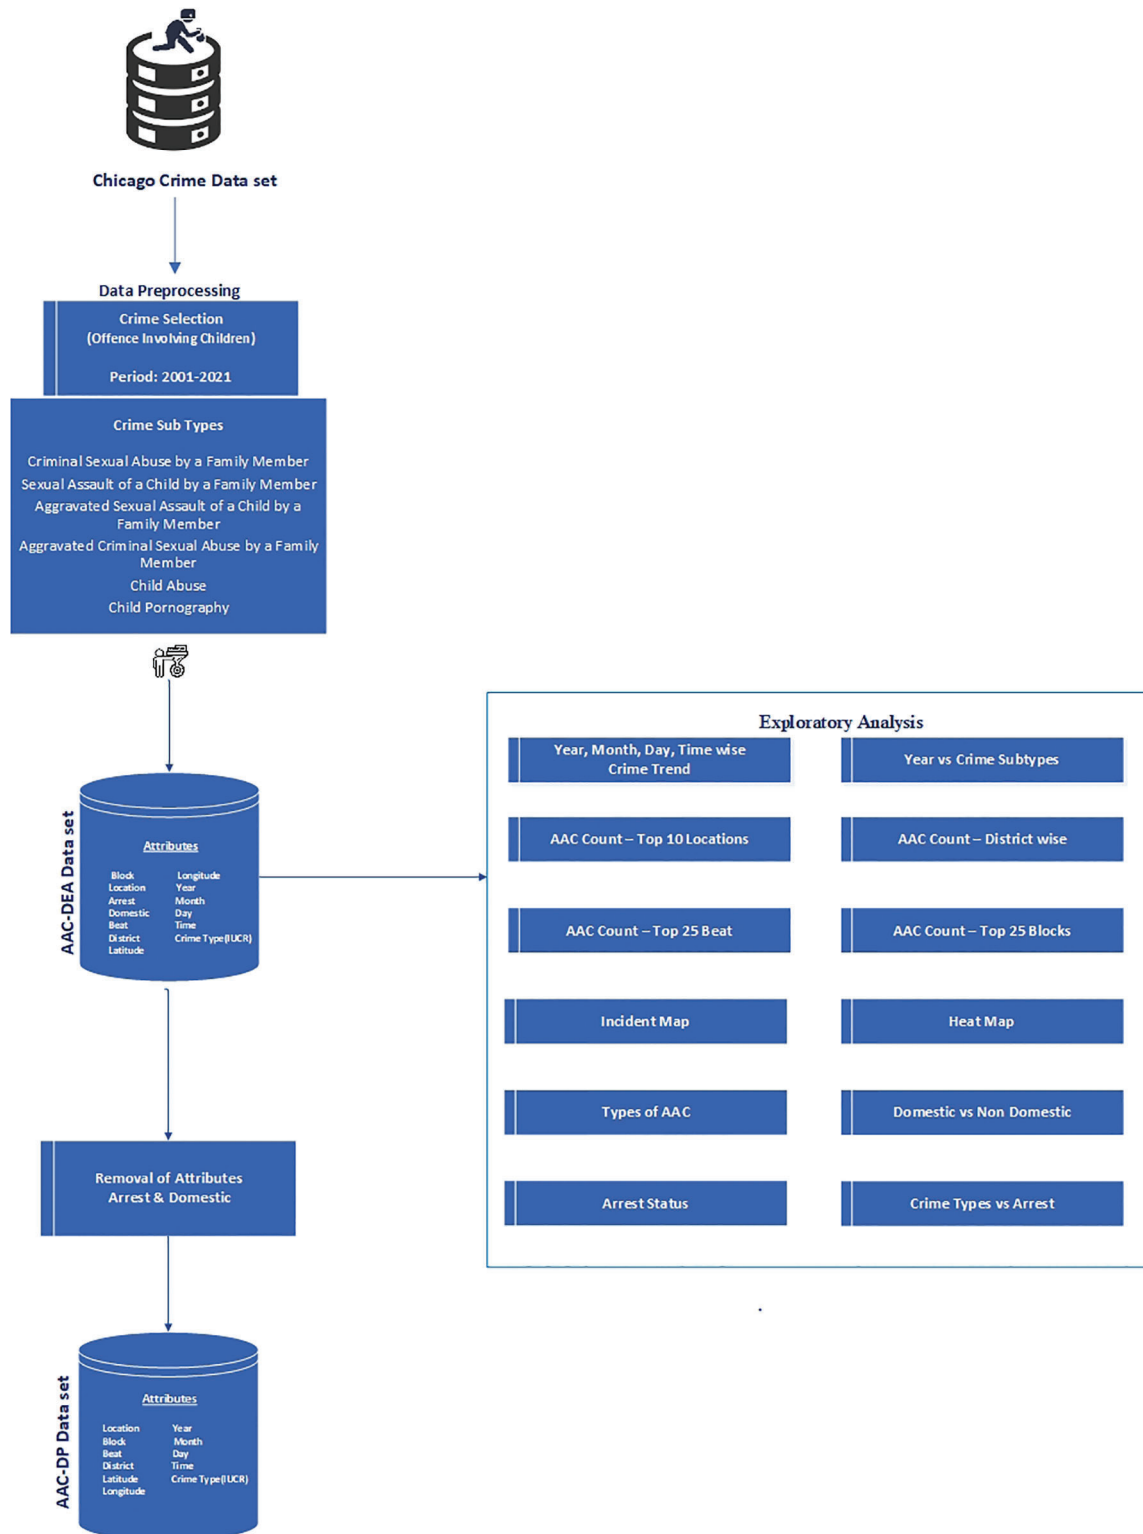 Chicago Crime Data set
Data Preprocessing
Crime Selection
(Offence Involving Children)
Period: 2001-2021
Crime Sub Types
Criminal Sexual Abuse by a Family Member
Sexual Assault of a Child by a Family Member
Aggravated Sexual Assault of a Child by a
Family Member
Aggravated Criminal Sexual Abuse by a Family
Member
Child Abuse
Child Pornography
AAC-DEA Data set
Attributes
Block Longitude
Location Year
Arrest Month
Domestic Day
Beat Time
District Crime Type(IUCR)
Latitude
Exploratory Analysis
Year, Month, Day, Time wise
Crime Trend
Year vs Crime Subtypes
AAC Count – Top 10 Locations
AAC Count – District wise
AAC Count – Top 25 Beat
AAC Count – Top 25 Blocks
Incident Map
Heat Map
Types of AAC
Domestic vs Non Domestic
Arrest Status
Crime Types vs Arrest
Removal of Attributes
Arrest & Domestic
AAC-DP Data set
Attributes
Location Year
Block Month
Beat Day
District Time
Latitude Crime Type(IUCR)
Longitude